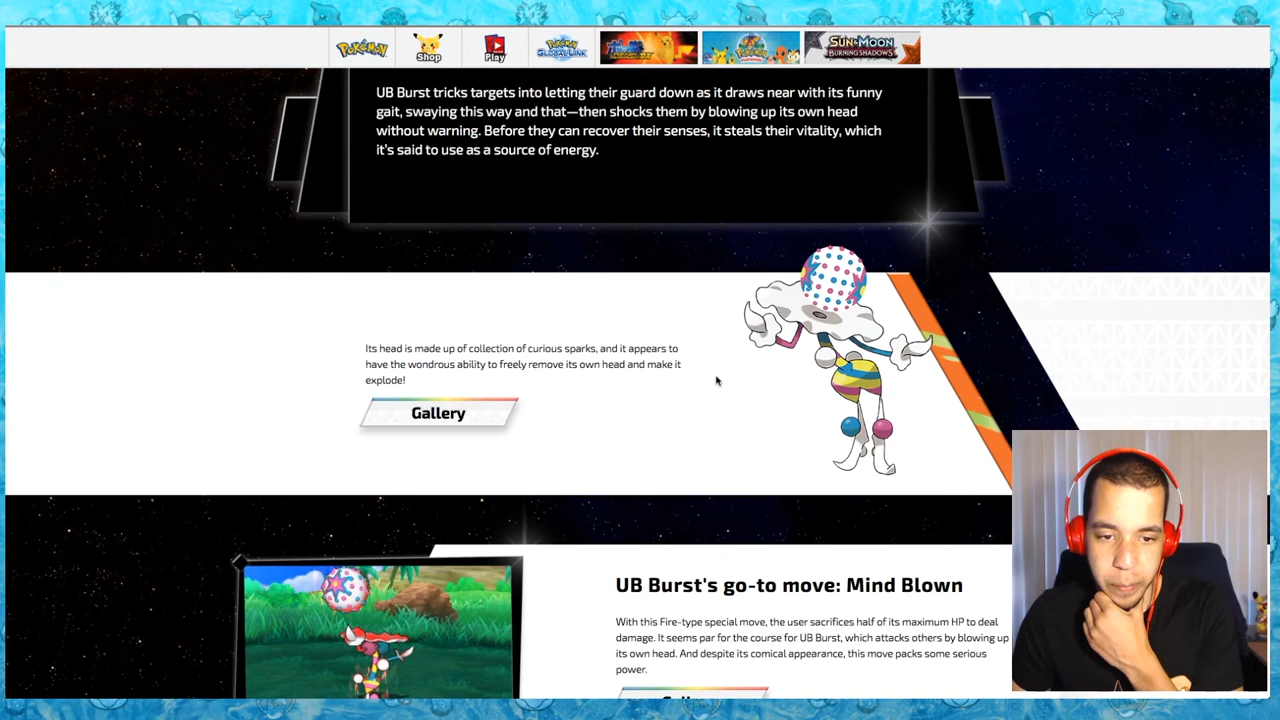 Pokémon
Shop
Play
Pokémon
Global Link
SUN & MOON
BURNING SHADOWS
UB Burst tricks targets into letting their guard down as it draws near with its funny
gait, swaying this way and that—then shocks them by blowing up its own head
without warning. Before they can recover their senses, it steals their vitality, which
it's said to use as a source of energy.
Its head is made up of collection of curious sparks, and it appears to
have the wondrous ability to freely remove its own head and make it
explode!
Gallery
UB Burst's go-to move: Mind Blown
With this Fire-type special move, the user sacrifices half of its maximum HP to deal
damage. It seems par for the course for UB Burst, which attacks others by blowing up
its own head. And despite its comical appearance, this move packs some serious
power.